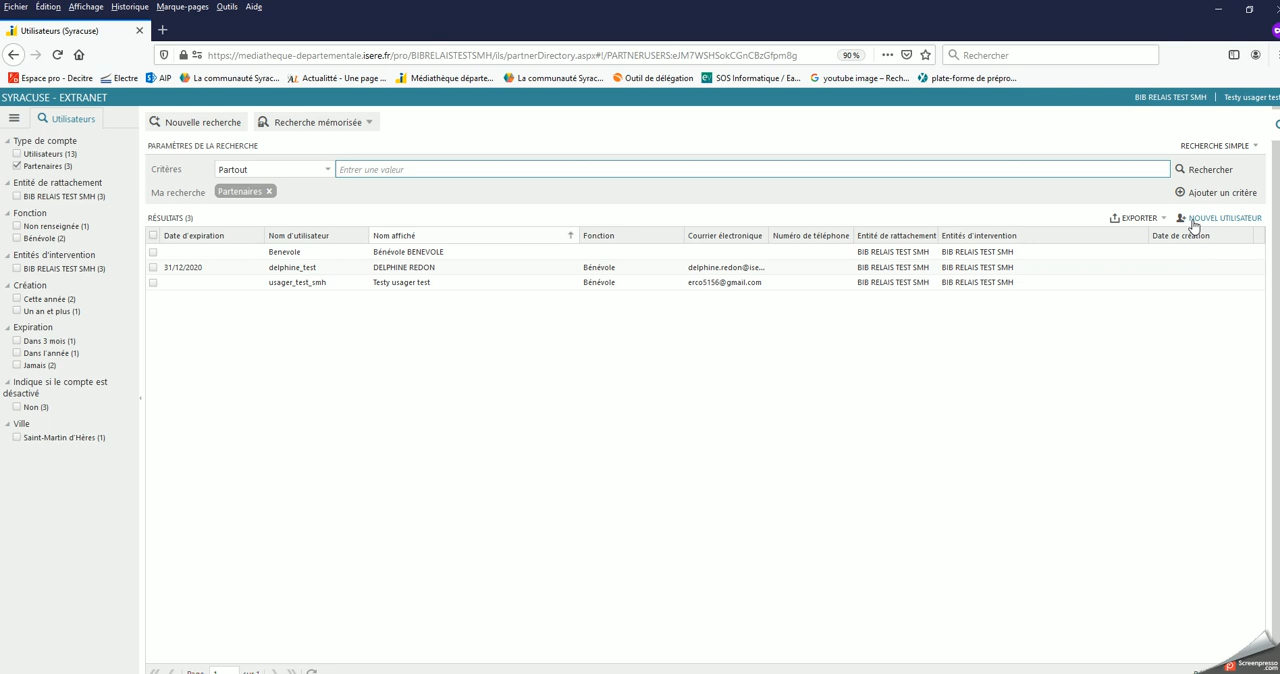 Fichier Édition Affichage Historique Marque-pages Outils Aide
Utilisateurs (Syracuse)
https://mediatheque-departementale.isere.fr/pro/BIBRELAISTESTSMH/ils/partnerDirectory.aspx#!/PARTNERUSERS:eJM7WSHSokCGnCBzGfpm8g 90% Rechercher
Espace pro - Decitre Electre AIP La communauté Syrac... Actualitté - Une page ... Médiathèque départe... La communauté Syrac... Outil de délégation SOS Informatique / Ea... youtube image – Rech... plate-forme de prépro...
SYRACUSE - EXTRANET BIB RELAIS TEST SMH Testy usager test
Utilisateurs Nouvelle recherche Recherche mémorisée
Type de compte
Utilisateurs (13)
Partenaires (3)
Entité de rattachement
BIB RELAIS TEST SMH (3)
Fonction
Non renseignée (1)
Bénévole (2)
Entités d'intervention
BIB RELAIS TEST SMH (3)
Création
Cette année (2)
Un an et plus (1)
Expiration
Dans 3 mois (1)
Dans l'année (1)
Jamais (2)
Indique si le compte est
désactivé
Non (3)
Ville
Saint-Martin d'Hères (1)
PARAMÈTRES DE LA RECHERCHE RECHERCHE SIMPLE
Critères Partout Entrer une valeur Rechercher
Ma recherche Partenaires Ajouter un critère
RÉSULTATS (3) EXPORTER NOUVEL UTILISATEUR
Date d'expiration Nom d'utilisateur Nom affiché Fonction Courrier électronique Numéro de téléphone Entité de rattachement Entités d'intervention Date de création
Benevole Bénévole BENEVOLE BIB RELAIS TEST SMH BIB RELAIS TEST SMH
31/12/2020 delphine_test DELPHINE REDON Bénévole delphine.redon@ise... BIB RELAIS TEST SMH BIB RELAIS TEST SMH
usager_test_smh Testy usager test Bénévole erco5156@gmail.com BIB RELAIS TEST SMH BIB RELAIS TEST SMH
Page 1 sur 1
Screenpresso
.com